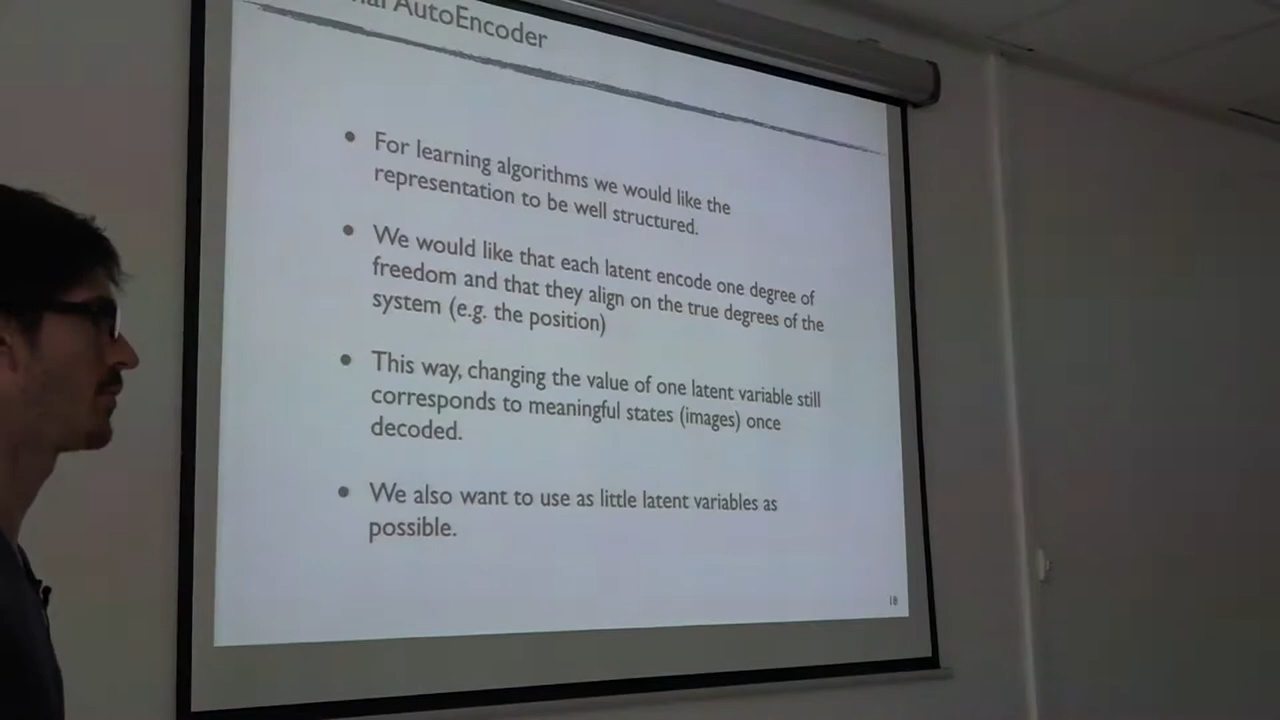 AutoEncoder
• For learning algorithms we would like the
representation to be well structured.
• We would like that each latent encode one degree of
freedom and that they align on the true degrees of the
system (e.g. the position)
• This way, changing the value of one latent variable still
corresponds to meaningful states (images) once
decoded.
• We also want to use as little latent variables as
possible.
18